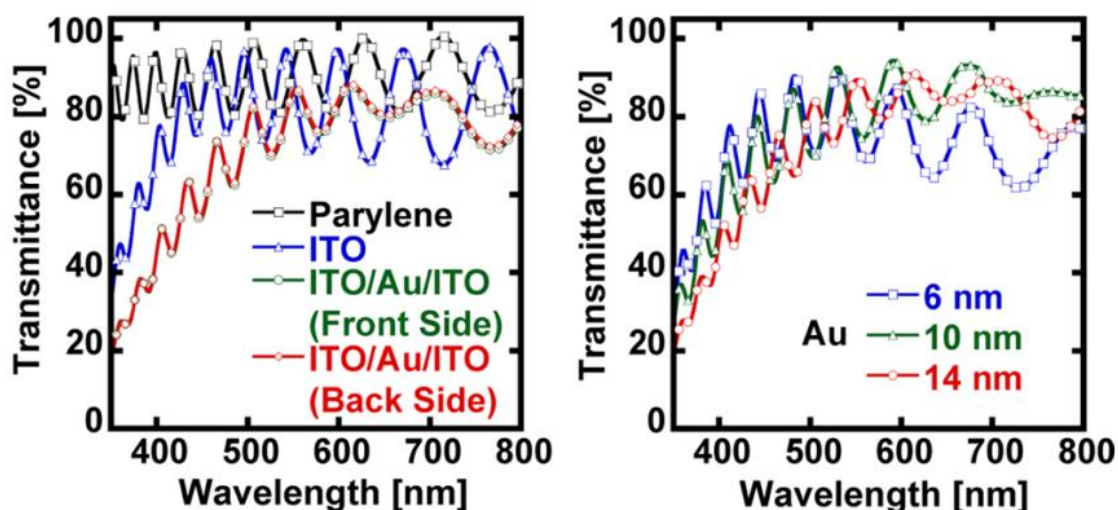 Transmittance [%]
100
80
60
40
20
0
Parylene
ITO
ITO/Au/ITO
(Front Side)
ITO/Au/ITO
(Back Side)
400 500 600 700 800
Wavelength [nm]
Transmittance [%]
100
80
60
40
20
0
Au
6 nm
10 nm
14 nm
400 500 600 700 800
Wavelength [nm]